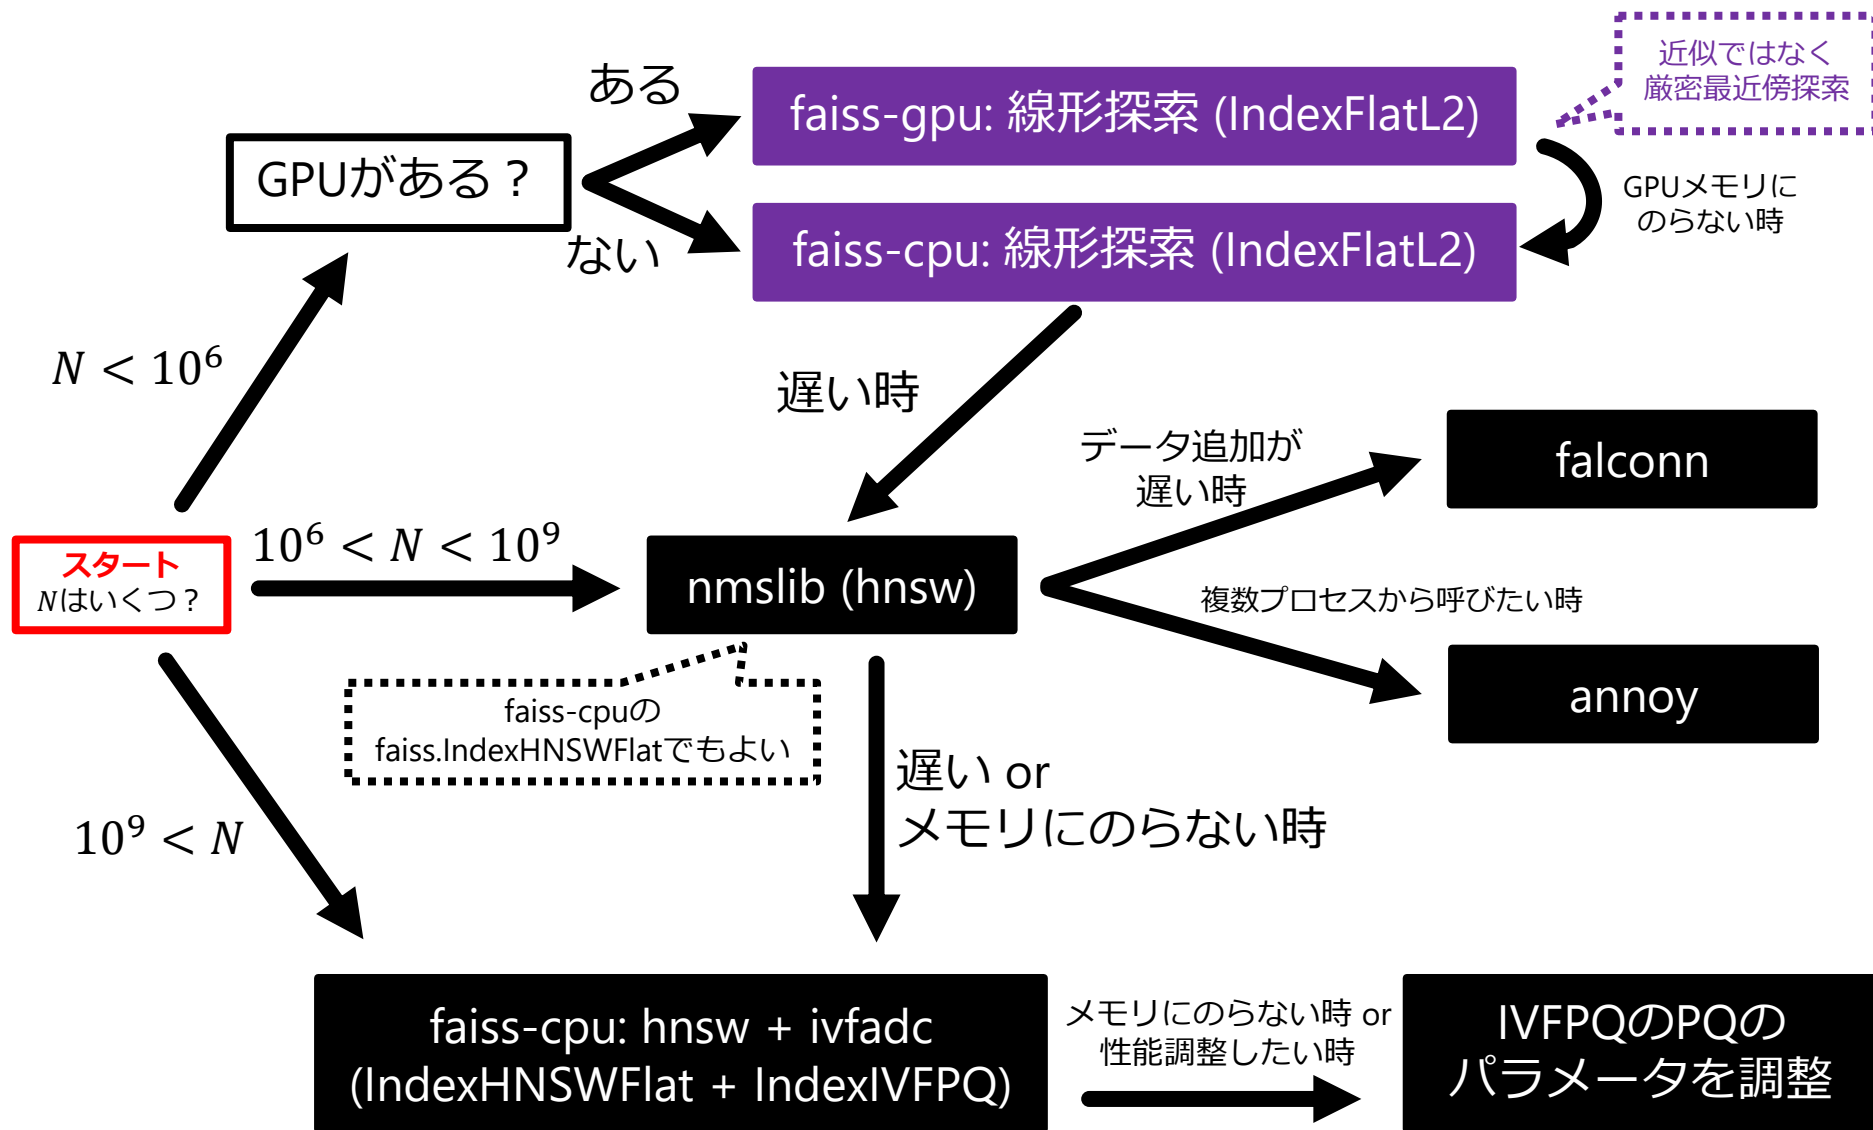 近似ではなく
厳密最近傍探索
ある
faiss-gpu: 線形探索 (IndexFlatL2)
GPUがある？
GPUメモリに
のらない時
ない
faiss-cpu: 線形探索 (IndexFlatL2)
N < 10⁶
遅い時
データ追加が
遅い時
falconn
10⁶ < N < 10⁹
スタート
Nはいくつ？
nmslib (hnsw)
複数プロセスから呼びたい時
annoy
faiss-cpuの
faiss.IndexHNSWFlatでもよい
遅い or
メモリにのらない時
10⁹ < N
faiss-cpu: hnsw + ivfadc
(IndexHNSWFlat + IndexIVFPQ)
メモリにのらない時 or
性能調整したい時
IVFPQのPQの
パラメータを調整